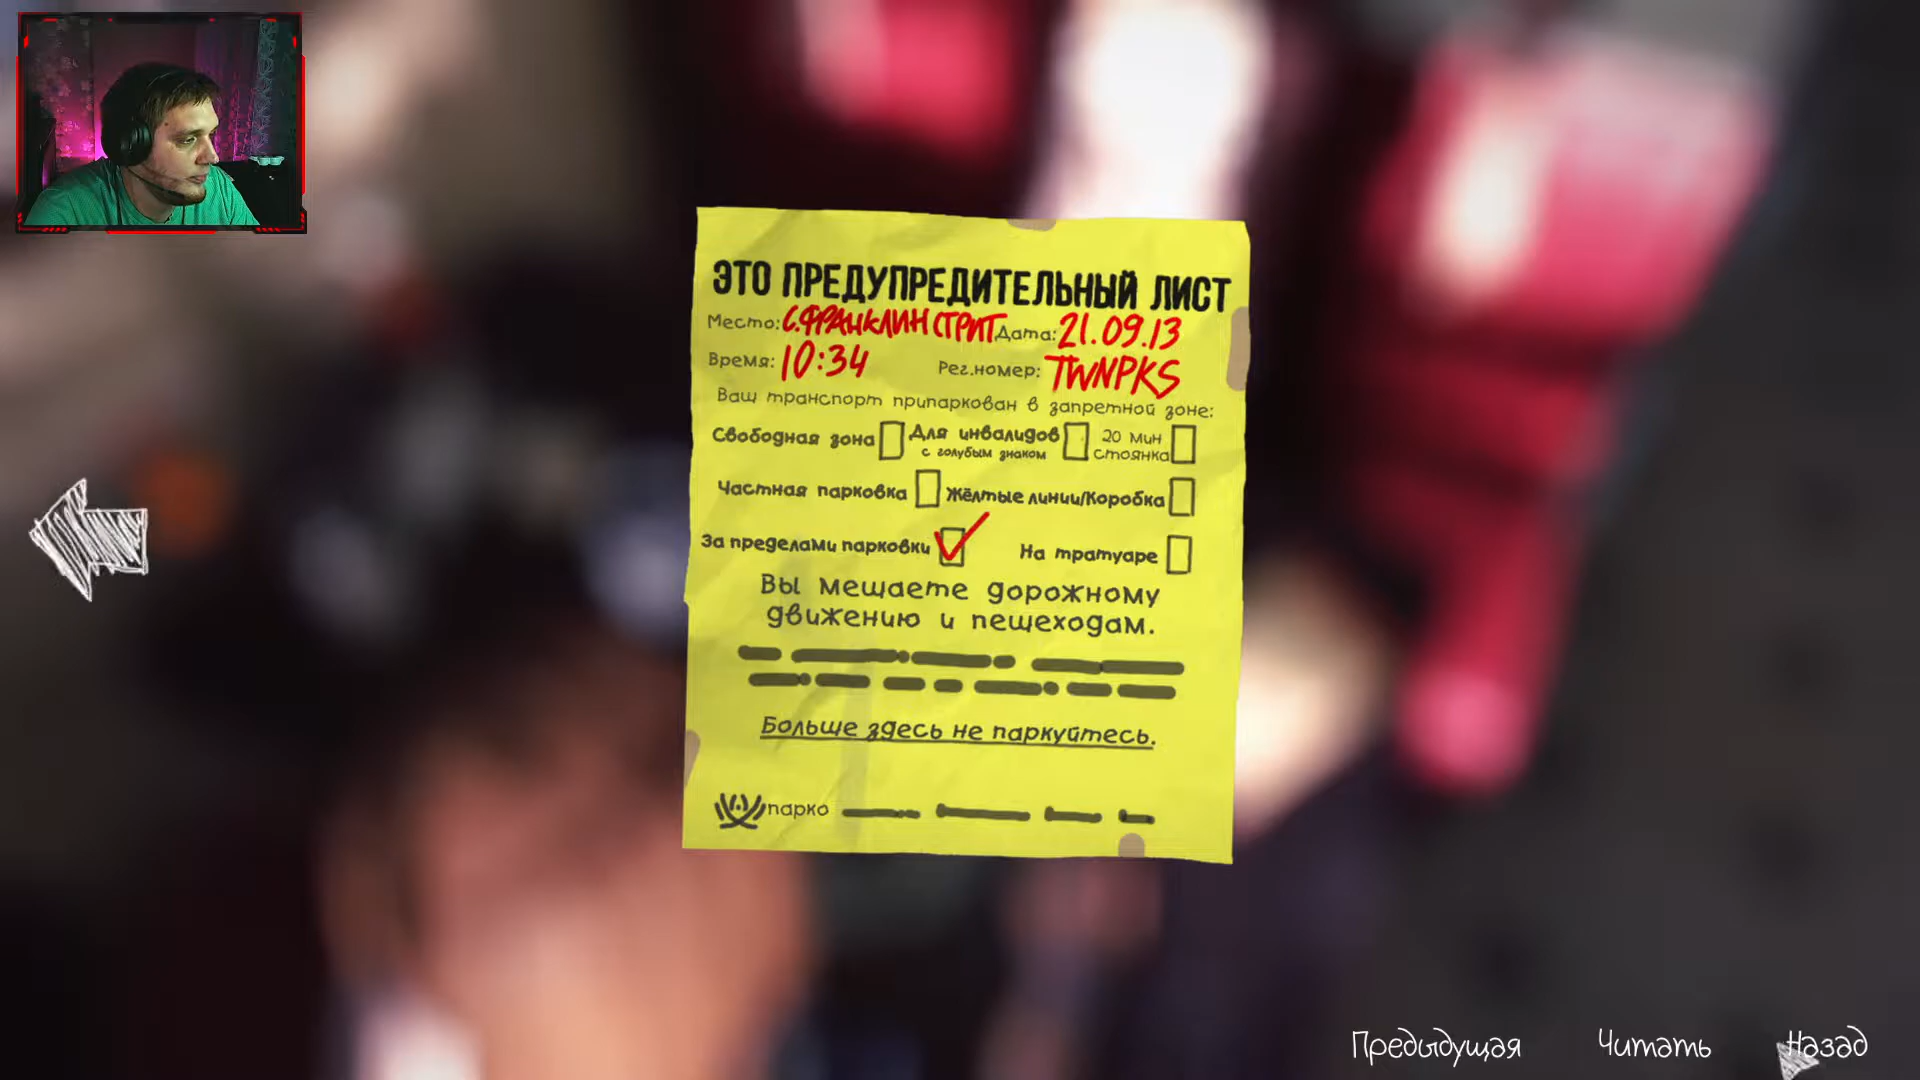 ЭТО ПРЕДУПРЕДИТЕЛЬНЫЙ ЛИСТ
Место: С.ФРАНКЛИН СТРИТ Дата: 21.09.13
Время: 10:34 Рег.номер: TWNPKS
Ваш транспорт припаркован в запретной зоне:
Свободная зона Для инвалидов с голубым знаком 20 мин стоянка
Частная парковка Жёлтые линии/Коробка
За пределами парковки На тратуаре
Вы мешаете дорожному
движению и пешеходам.
Больше здесь не паркуйтесь.
парко
Предыдущая Читать Назад